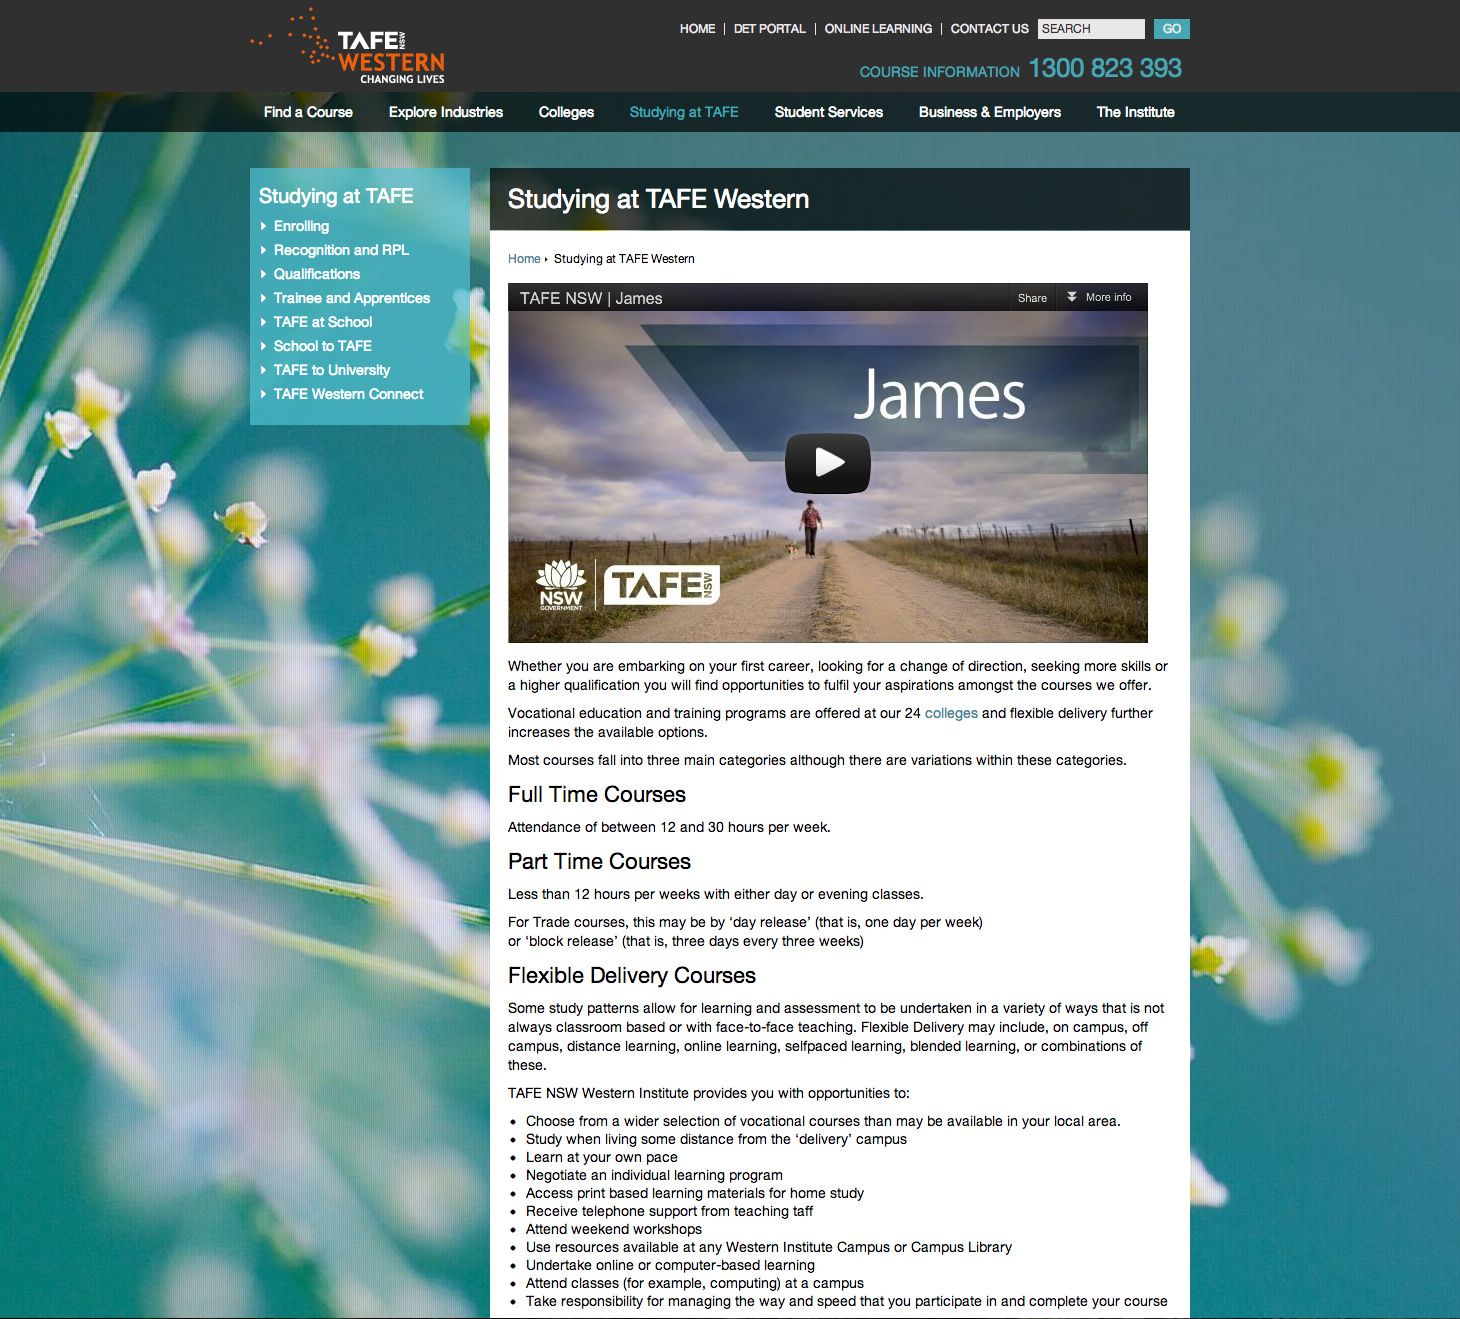 TAFE NSW
WESTERN
CHANGING LIVES
HOME | DET PORTAL | ONLINE LEARNING | CONTACT US SEARCH GO
COURSE INFORMATION 1300 823 393
Find a Course Explore Industries Colleges Studying at TAFE Student Services Business & Employers The Institute
Studying at TAFE
Enrolling
Recognition and RPL
Qualifications
Trainee and Apprentices
TAFE at School
School to TAFE
TAFE to University
TAFE Western Connect
Studying at TAFE Western
Home Studying at TAFE Western
TAFE NSW | James Share More info
James
NSW
GOVERNMENT
TAFE NSW
Whether you are embarking on your first career, looking for a change of direction, seeking more skills or
a higher qualification you will find opportunities to fulfil your aspirations amongst the courses we offer.
Vocational education and training programs are offered at our 24 colleges and flexible delivery further
increases the available options.
Most courses fall into three main categories although there are variations within these categories.
Full Time Courses
Attendance of between 12 and 30 hours per week.
Part Time Courses
Less than 12 hours per weeks with either day or evening classes.
For Trade courses, this may be by ‘day release’ (that is, one day per week)
or ‘block release’ (that is, three days every three weeks)
Flexible Delivery Courses
Some study patterns allow for learning and assessment to be undertaken in a variety of ways that is not
always classroom based or with face-to-face teaching. Flexible Delivery may include, on campus, off
campus, distance learning, online learning, selfpaced learning, blended learning, or combinations of
these.
TAFE NSW Western Institute provides you with opportunities to:
• Choose from a wider selection of vocational courses than may be available in your local area.
• Study when living some distance from the ‘delivery’ campus
• Learn at your own pace
• Negotiate an individual learning program
• Access print based learning materials for home study
• Receive telephone support from teaching taff
• Attend weekend workshops
• Use resources available at any Western Institute Campus or Campus Library
• Undertake online or computer-based learning
• Attend classes (for example, computing) at a campus
• Take responsibility for managing the way and speed that you participate in and complete your course